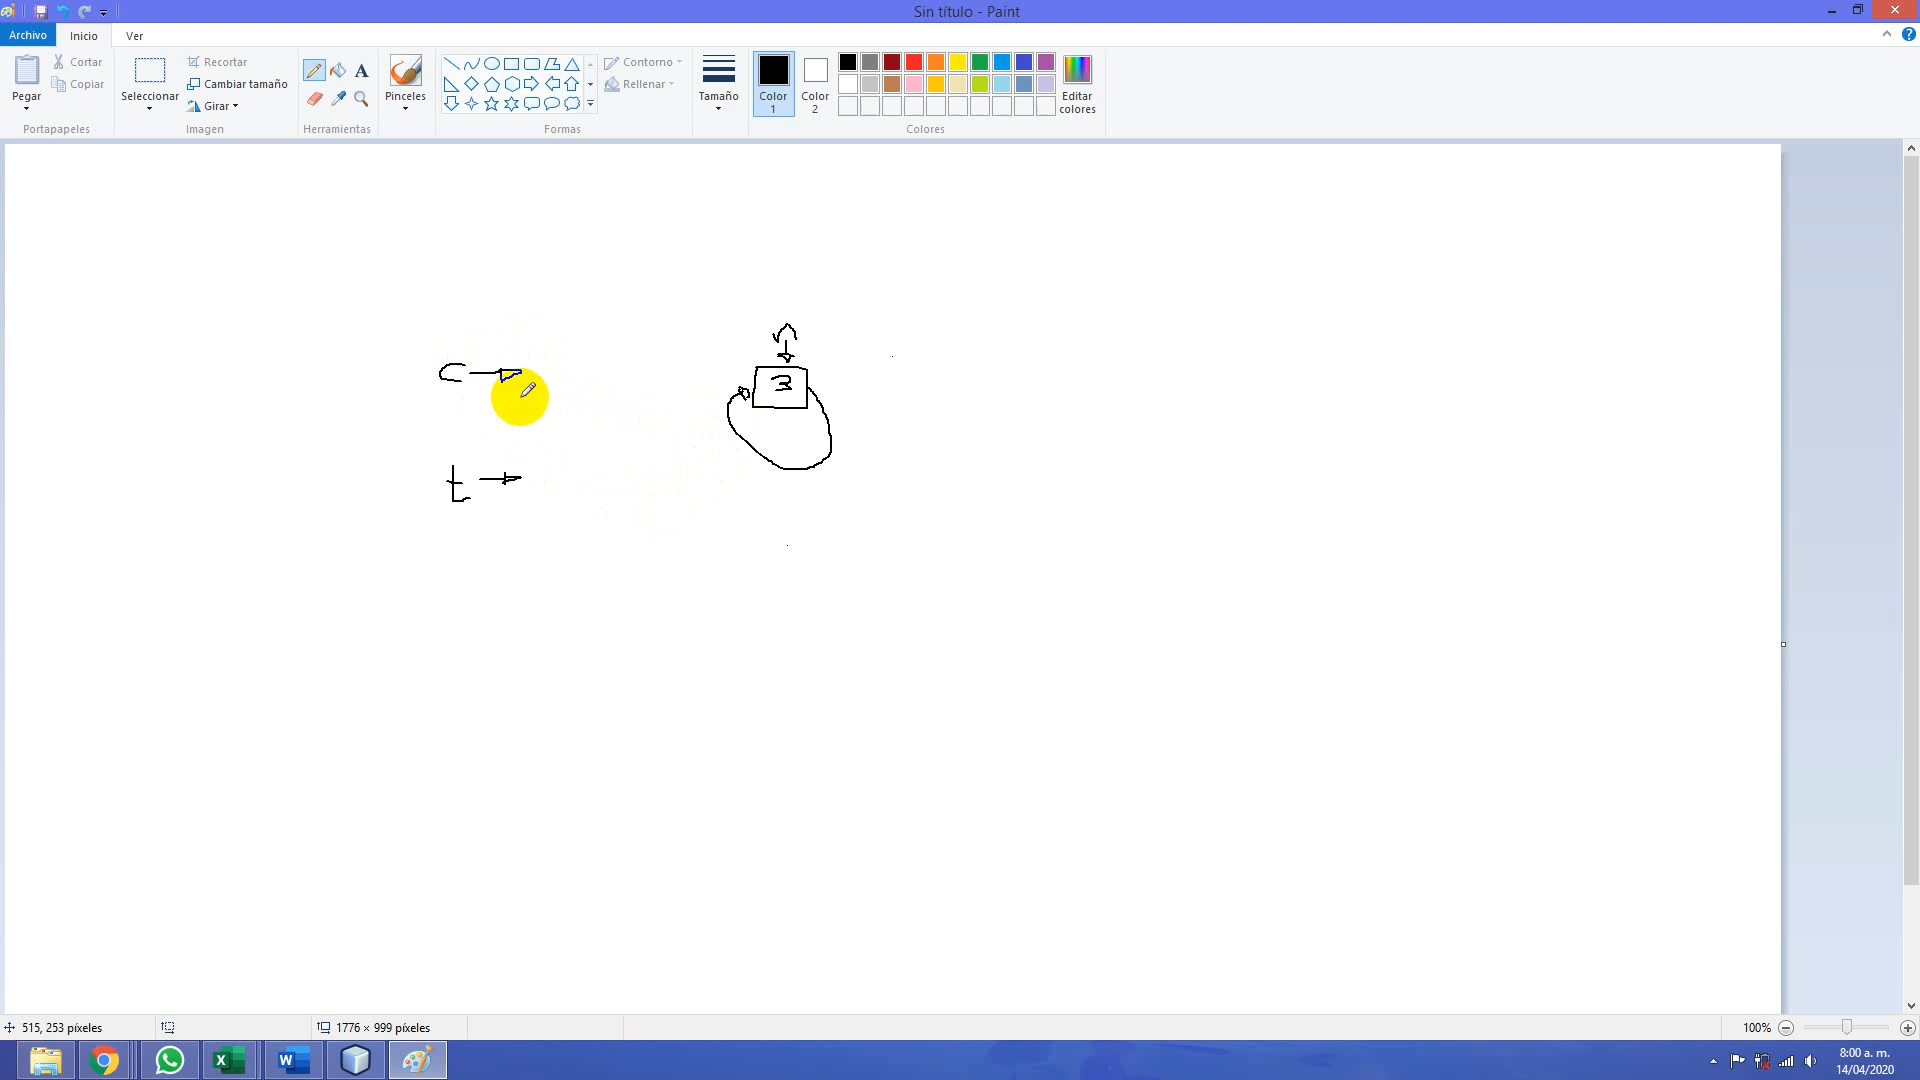 Sin título - Paint
Archivo
Inicio
Ver
Pegar
Cortar
Copiar
Portapapeles
Seleccionar
Recortar
Cambiar tamaño
Girar
Imagen
A
Herramientas
Pinceles
Contorno
Rellenar
Formas
Tamaño
Color 1
Color 2
Editar colores
Colores
C
3
t
515, 253 píxeles
1776 × 999 píxeles
100%
8:00 a. m.
14/04/2020